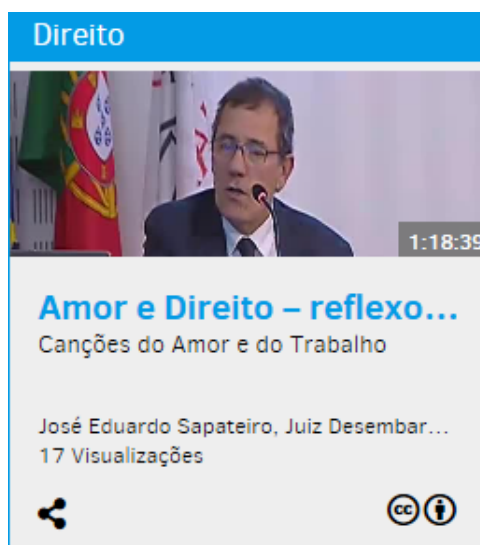 Direito
1:18:39
Amor e Direito – reflexo...
Canções do Amor e do Trabalho
José Eduardo Sapateiro, Juiz Desembar...
17 Visualizações
cc